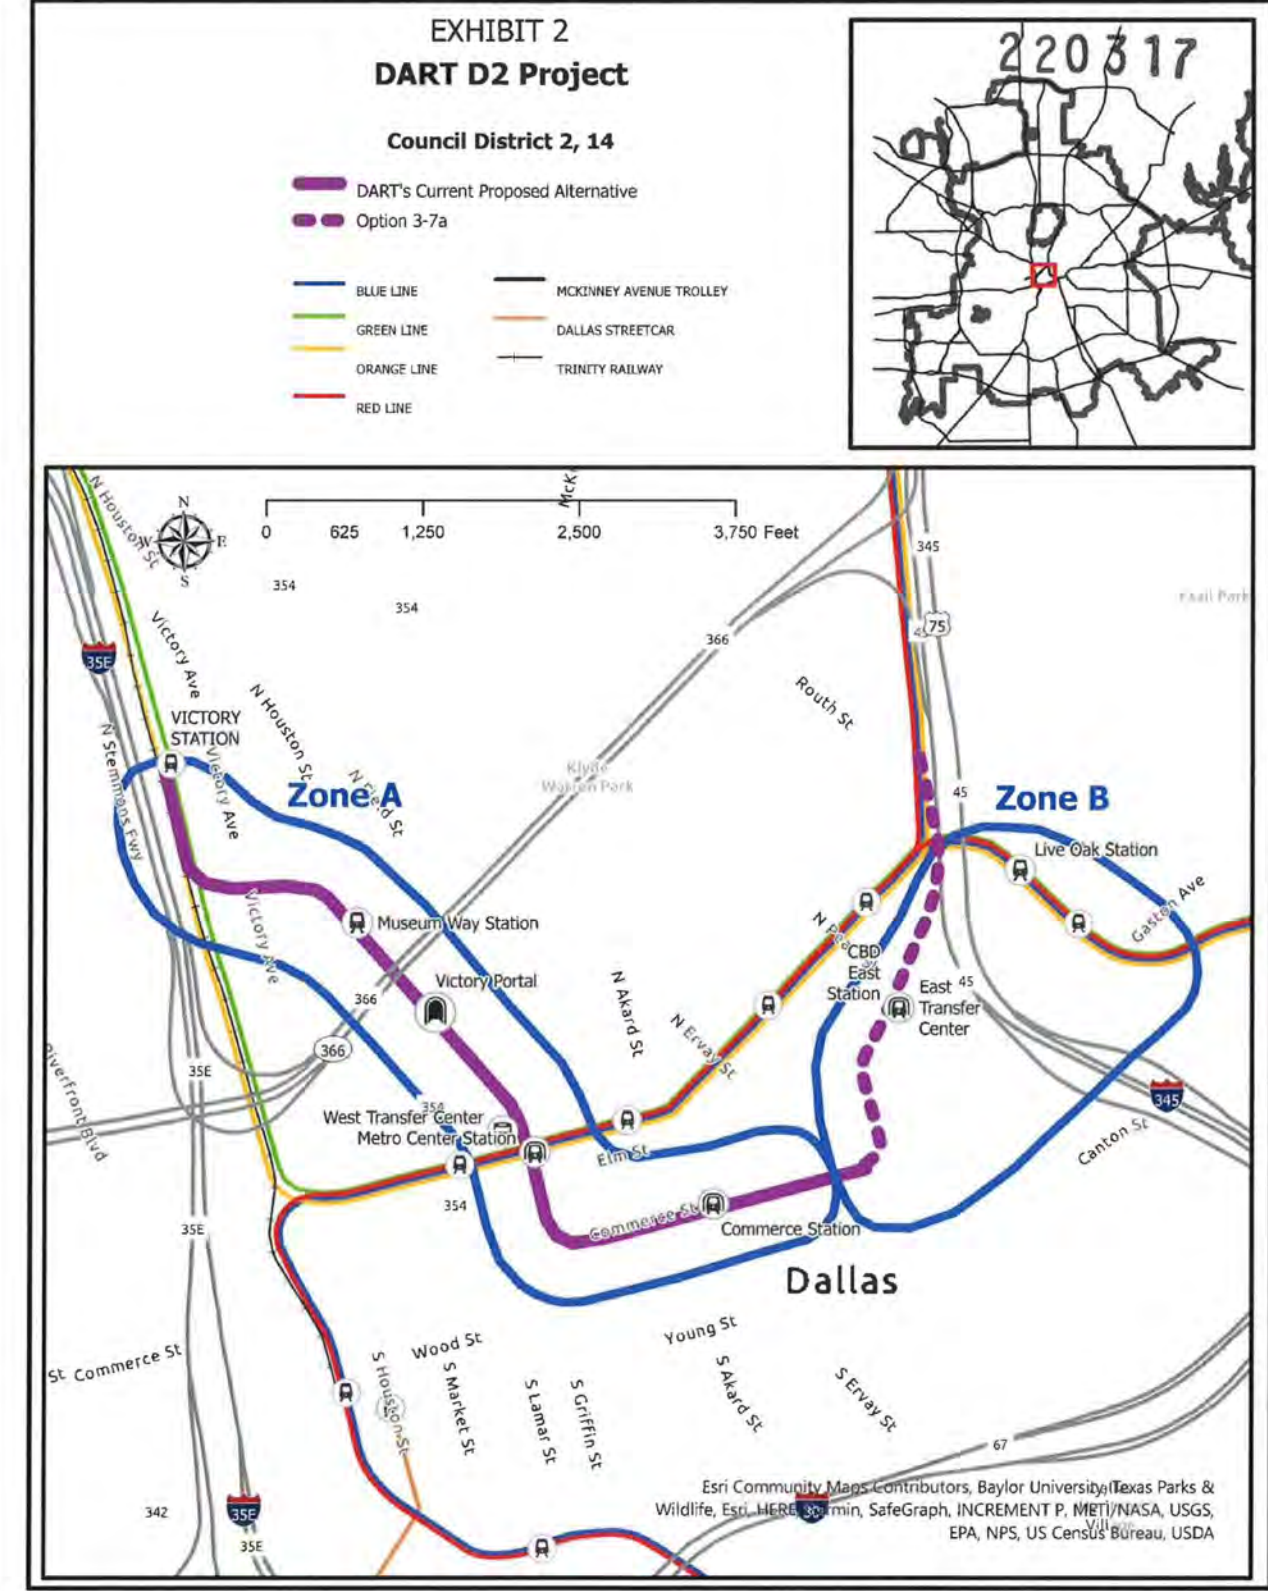 EXHIBIT 2
DART D2 Project
Council District 2, 14
DART's Current Proposed Alternative
Option 3-7a
BLUE LINE
GREEN LINE
ORANGE LINE
RED LINE
MCKINNEY AVENUE TROLLEY
DALLAS STREETCAR
TRINITY RAILWAY
220317
N Houston St
N
W E
S
0 625 1,250 2,500 3,750 Feet
354
354
345
366
75
35E
Victory Ave
VICTORY
STATION
N Houston St
Routh St
N Stemmons Fwy
Victory Ave
Zone A
N Field St
Klyde
Warren Park
45
Zone B
Live Oak Station
Gaston Ave
Victory Ave
Museum Way Station
Victory Portal
CBD
East
Station
45
East
Transfer
Center
N Akard St
N Ervay St
366
366
35E
Riverfront Blvd
354
West Transfer Center
Metro Center Station
Elm St
345
Canton St
354
Commerce St
Commerce Station
35E
Dallas
Wood St
Young St
St Commerce St
S Houston St
S Market St
S Lamar St
S Griffin St
S Akard St
S Ervay St
67
342
35E
35E
30
Esri Community Maps Contributors, Baylor University, Texas Parks &
Wildlife, Esri, HERE, Garmin, SafeGraph, INCREMENT P, METI/NASA, USGS,
EPA, NPS, US Census Bureau, USDA